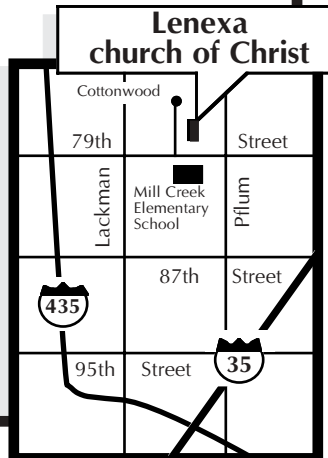 Lenexa
church of Christ
Cottonwood
79th Street
Lackman
Mill Creek
Elementary
School
Pflum
87th Street
435
35
95th Street